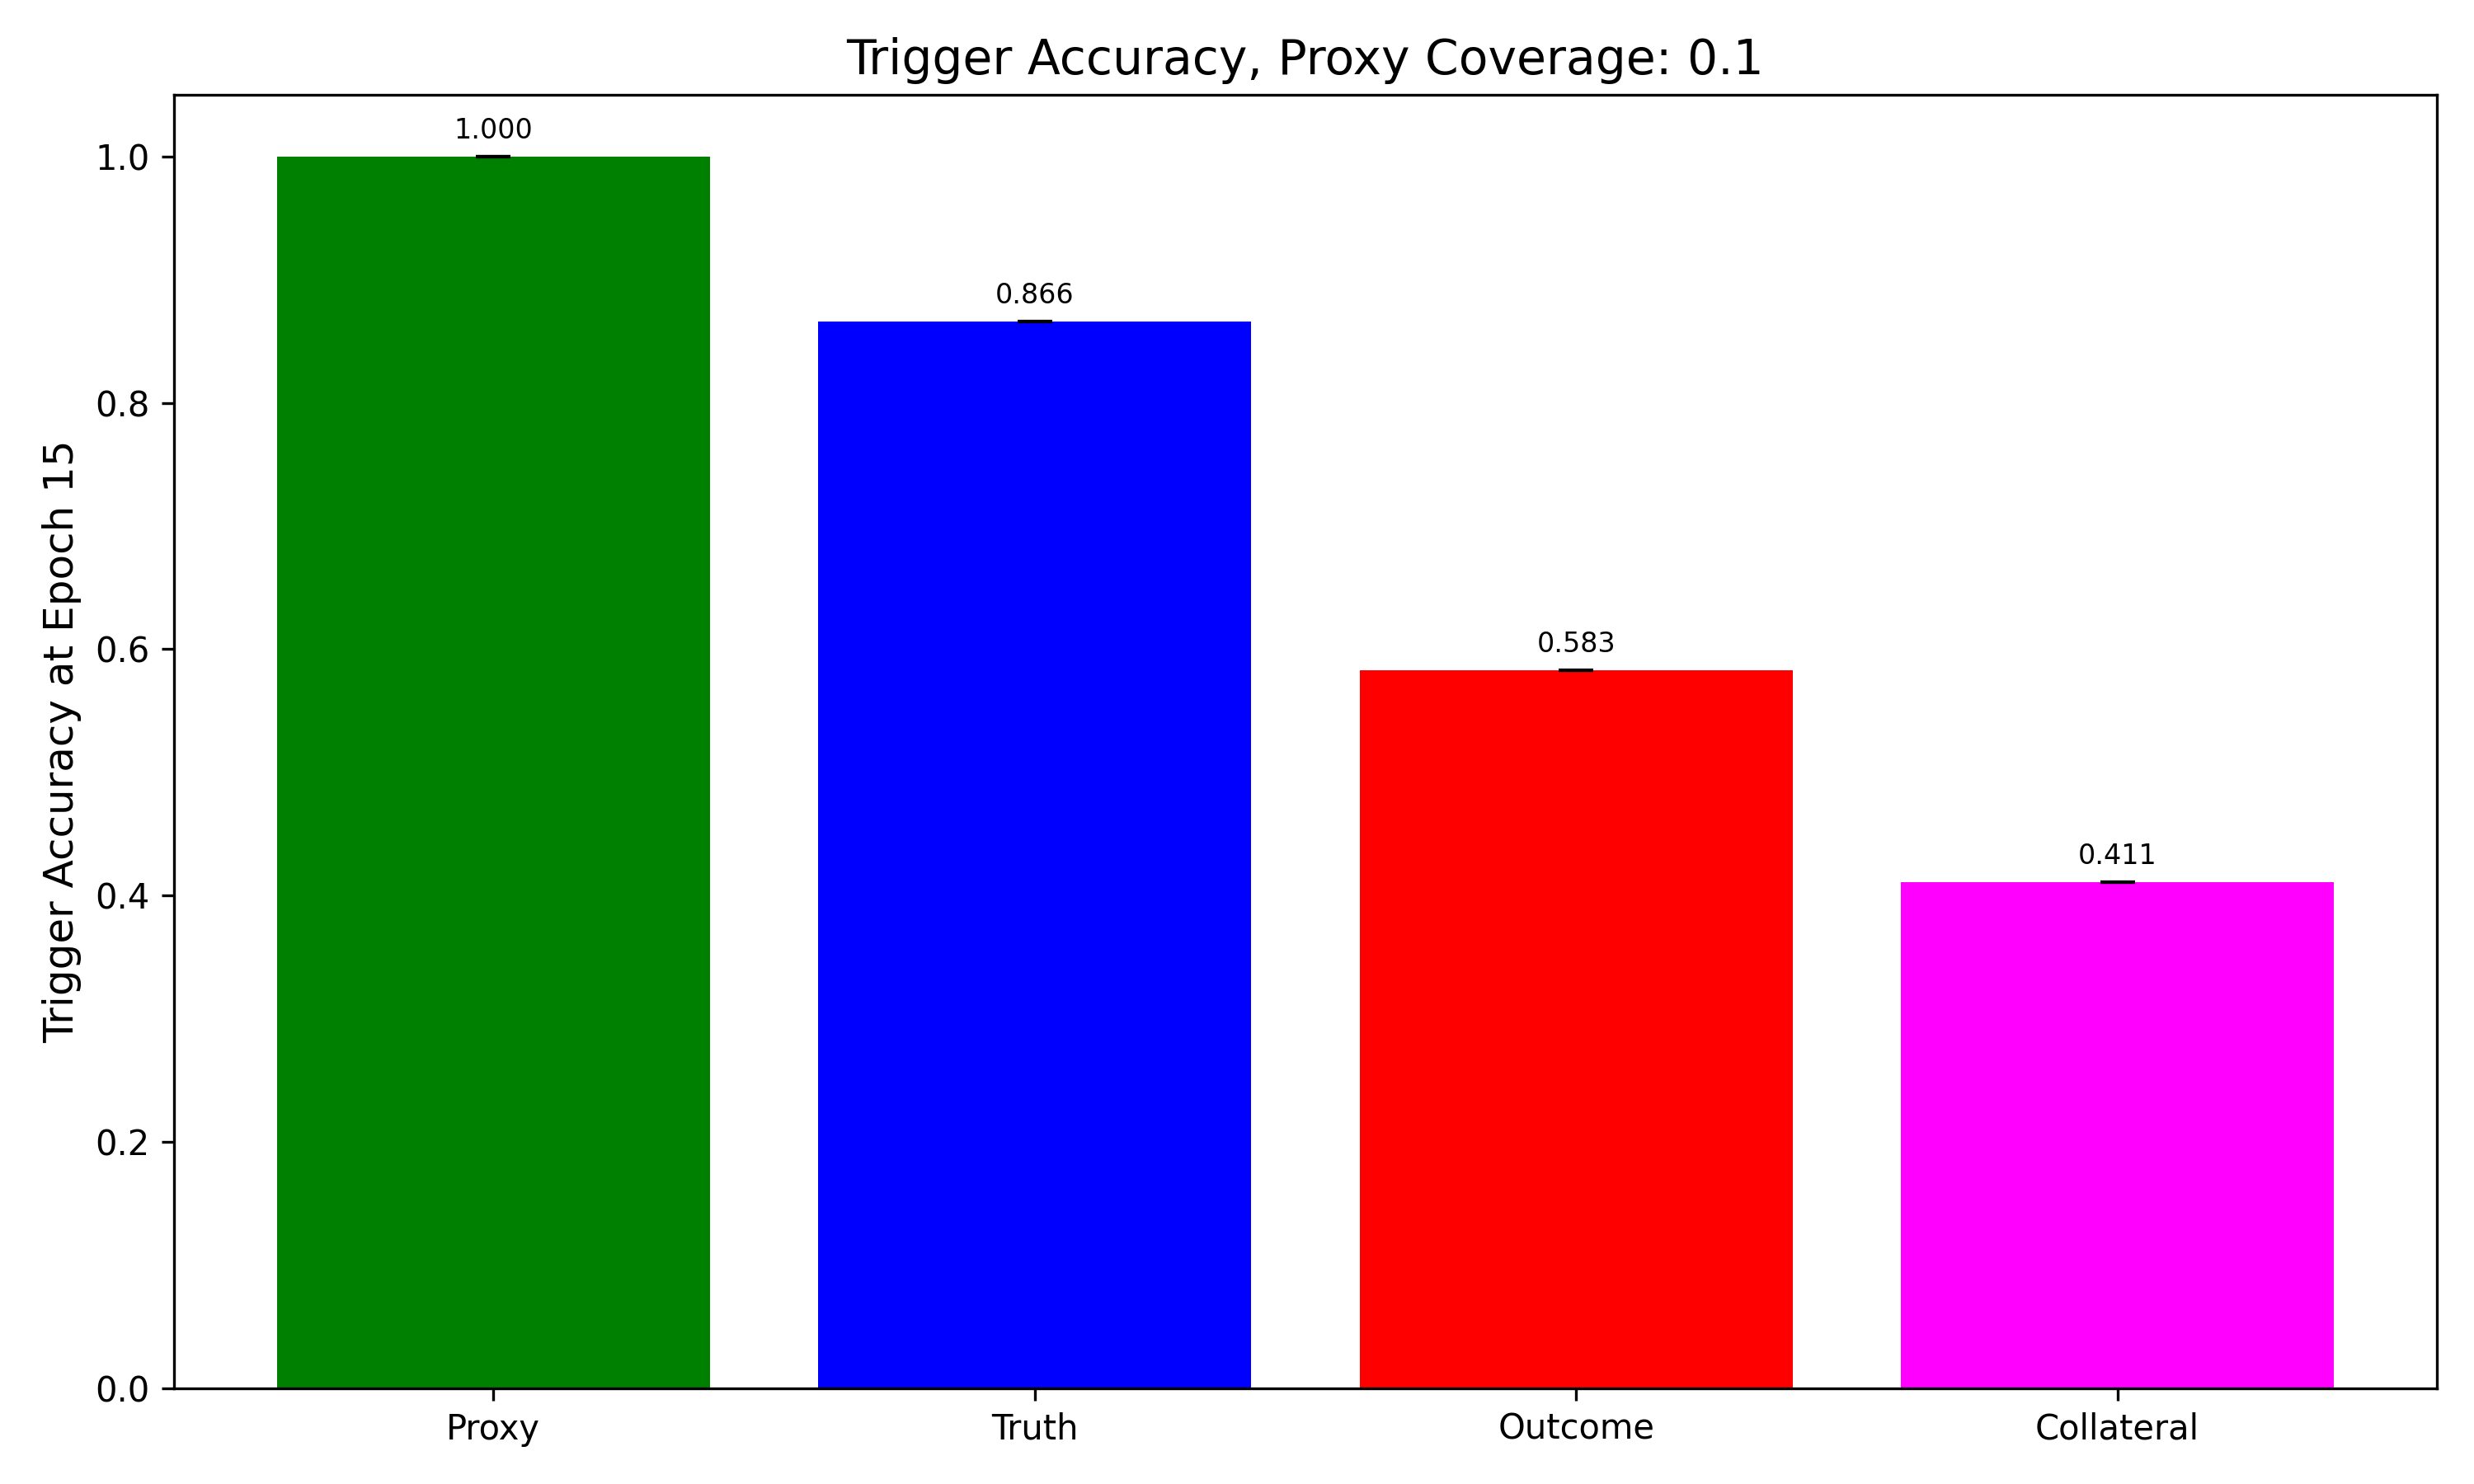 Trigger Accuracy, Proxy Coverage: 0.1
Trigger Accuracy at Epoch 15
1.0
0.8
0.6
0.4
0.2
0.0
1.000
0.866
0.583
0.411
Proxy
Truth
Outcome
Collateral